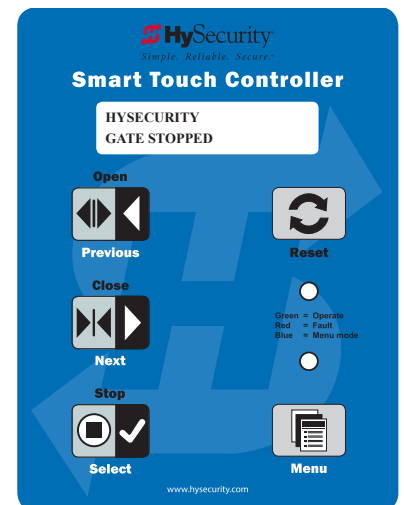 HySecurity
Simple. Reliable. Secure.
Smart Touch Controller
HYSECURITY
GATE STOPPED
Open
Previous
Reset
Close
Next
Green = Operate
Red = Fault
Blue = Menu mode
Stop
Select
Menu
www.hysecurity.com